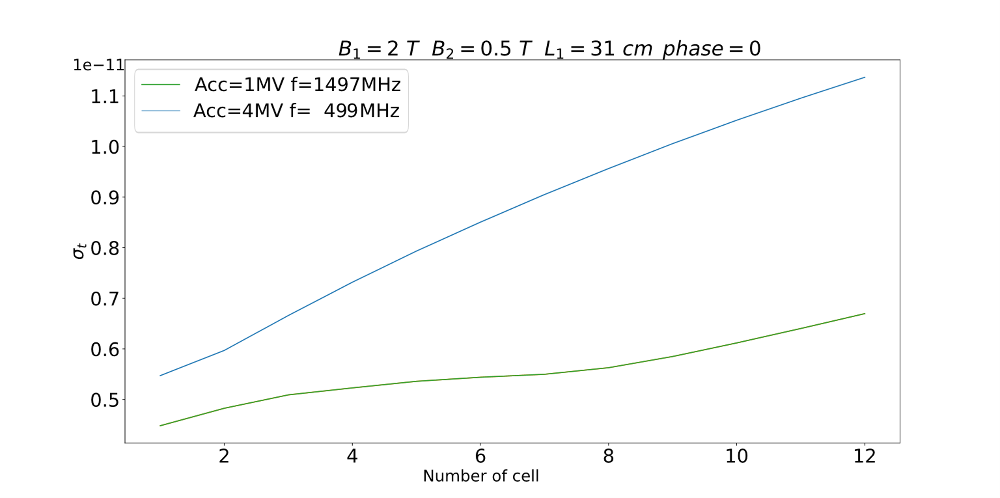 B₁ = 2 T B₂ = 0.5 T L₁ = 31 cm phase = 0
1e−11
Acc=1MV f=1497MHz
Acc=4MV f= 499MHz
1.1
1.0
0.9
0.8
0.7
0.6
0.5
σₜ
2 4 6 8 10 12
Number of cell